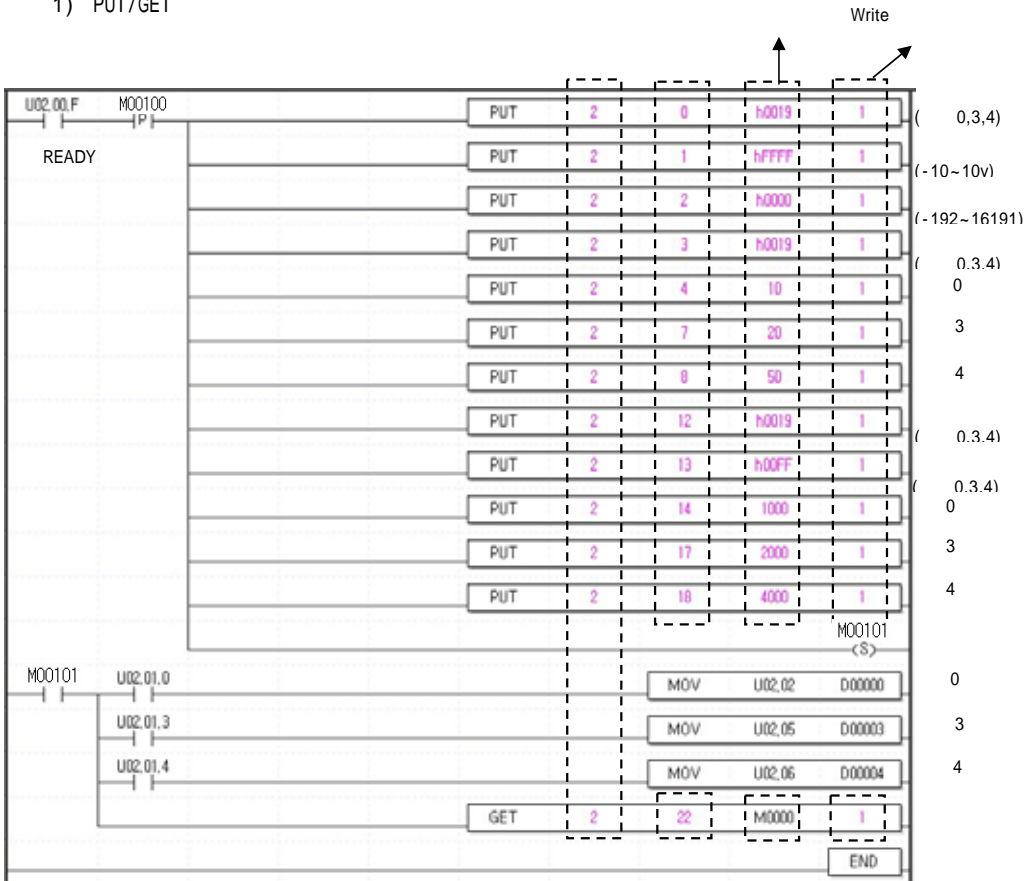 1) PUT/GET
Write
U02.00.F M00100 PUT 2 0 h0019 1 ( 0,3,4)
P
READY PUT 2 1 hFFFF 1 (-10~10v)
PUT 2 2 h0000 1 (-192~16191)
PUT 2 3 h0019 1 ( 0,3,4)
PUT 2 4 10 1 0
PUT 2 7 20 1 3
PUT 2 8 50 1 4
PUT 2 12 h0019 1 ( 0,3,4)
PUT 2 13 h00FF 1 ( 0,3,4)
PUT 2 14 1000 1 0
PUT 2 17 2000 1 3
PUT 2 18 4000 1 4
M00101
(S)
M00101 U02.01.0 MOV U02.02 D00000 0
U02.01.3 MOV U02.05 D00003 3
U02.01.4 MOV U02.06 D00004 4
GET 2 22 M0000 1
END